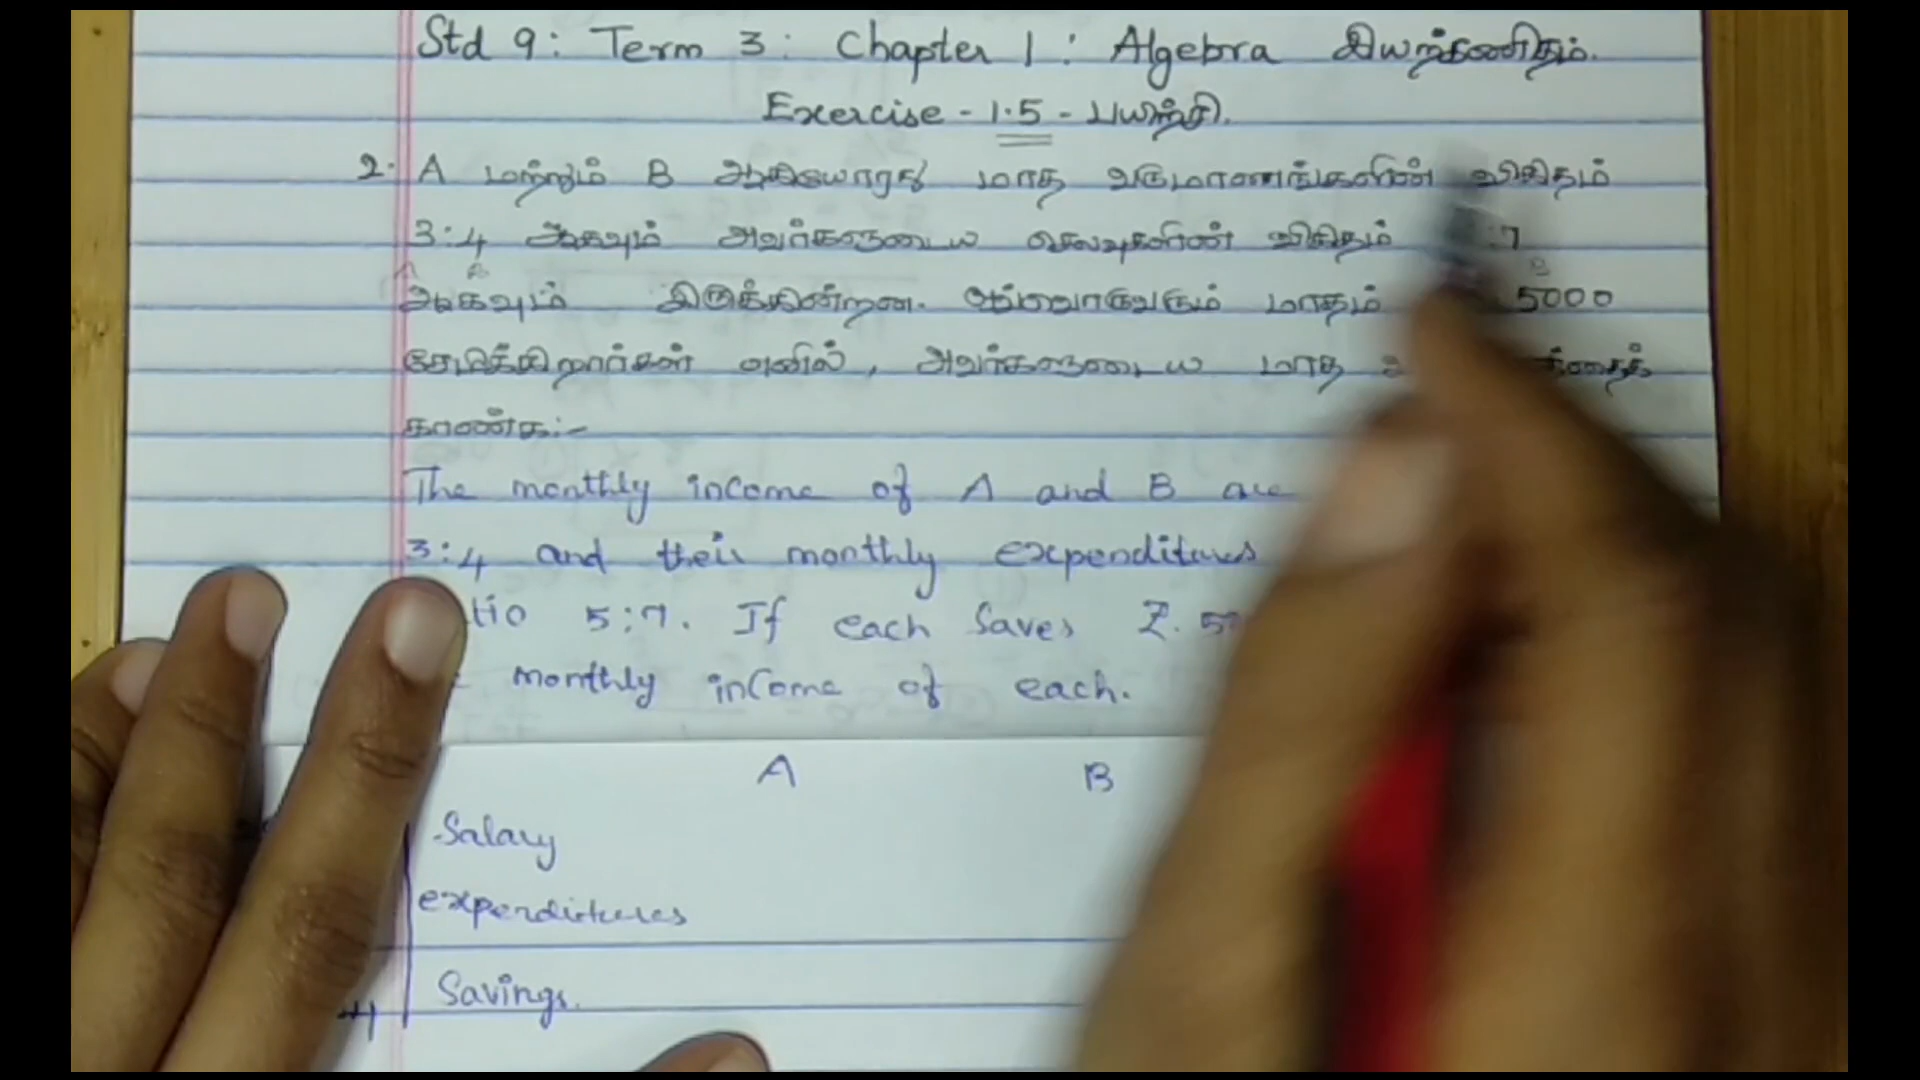 Std 9: Term 3: Chapter 1: Algebra இயற்கணிதம்.
Exercise - 1.5 - பயிற்சி.
2. A மற்றும் B ஆகியோரது மாத வருமானங்களின் விகிதம்
3:4 ஆகவும் அவர்களுடைய செலவுகளின் விகிதம் :7
ஆகவும் இருக்கின்றன. ஒவ்வொருவரும் மாதம் 5000
சேமிக்கிறார்கள் எனில், அவர்களுடைய மாத
காண்க:-
The monthly income of A and B are
3:4 and their monthly expenditures
tio 5:7. If each saves ₹. 5
monthly income of each.
A B
Salary
expenditures
Savings.